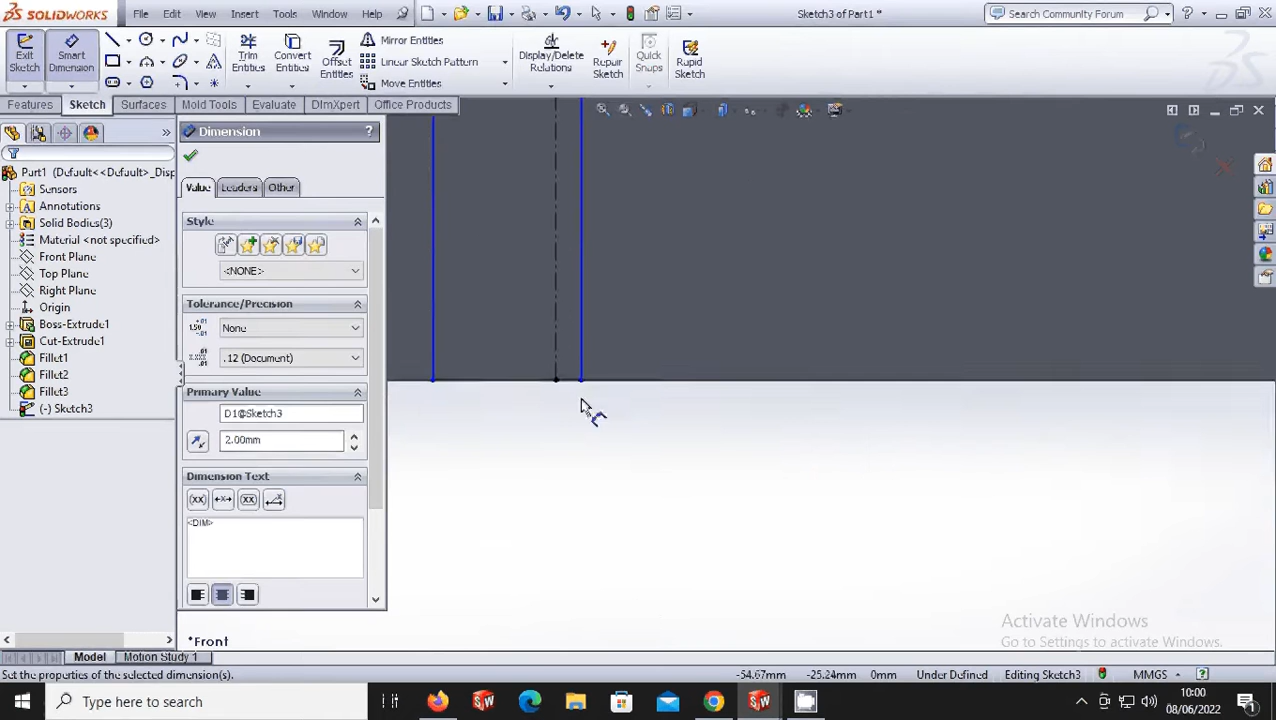 SOLIDWORKS
File Edit View Insert Tools Window Help
Sketch3 of Part1 *
Search Community Forum
Exit Sketch
Smart Dimension
Trim Entities
Convert Entities
Offset Entities
Mirror Entities
Linear Sketch Pattern
Move Entities
Display/Delete Relations
Repair Sketch
Quick Snaps
Rapid Sketch
Features Sketch Surfaces Mold Tools Evaluate DimXpert Office Products
Part1 (Default<<Default>_Disp
Sensors
Annotations
Solid Bodies(3)
Material <not specified>
Front Plane
Top Plane
Right Plane
Origin
Boss-Extrude1
Cut-Extrude1
Fillet1
Fillet2
Fillet3
(-) Sketch3
Dimension ?
Value Leaders Other
Style
<NONE>
Tolerance/Precision
None
.12 (Document)
Primary Value
D1@Sketch3
2.00mm
Dimension Text
<DIM>
*Front
Activate Windows
Go to Settings to activate Windows.
Model Motion Study 1
Set the properties of the selected dimension(s).
-54.67mm -25.24mm 0mm Under Defined Editing Sketch3 MMGS
Type here to search
10:00
08/06/2022